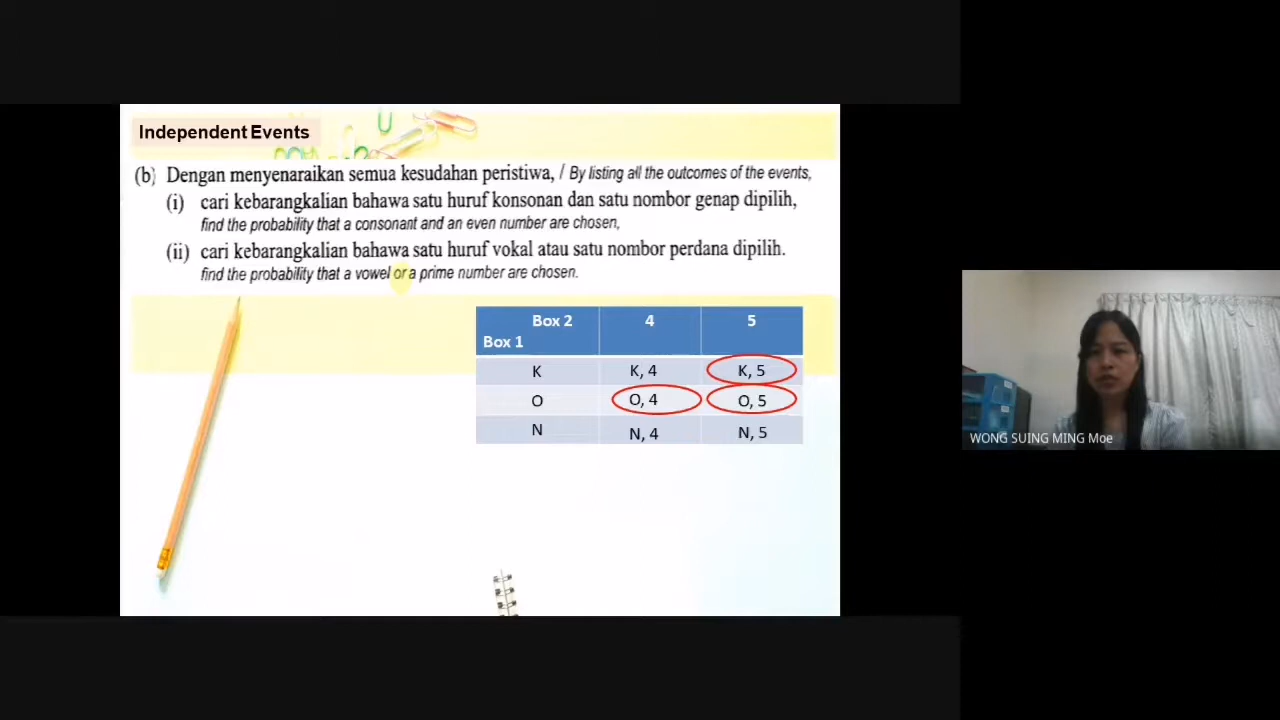 Independent Events
(b) Dengan menyenaraikan semua kesudahan peristiwa, / By listing all the outcomes of the events,
(i) cari kebarangkalian bahawa satu huruf konsonan dan satu nombor genap dipilih,
find the probability that a consonant and an even number are chosen,
(ii) cari kebarangkalian bahawa satu huruf vokal atau satu nombor perdana dipilih.
find the probability that a vowel or a prime number are chosen.
Box 2 4 5
Box 1
K K, 4 K, 5
O O, 4 O, 5
N N, 4 N, 5
WONG SUING MING Moe